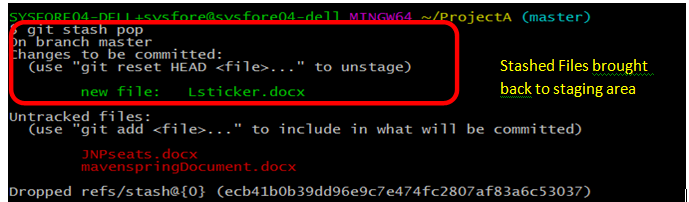 SYSFORE04-DELL+sysfore@sysfore04-dell MINGW64 ~/ProjectA (master)
$ git stash pop
On branch master
Changes to be committed:
(use "git reset HEAD <file>..." to unstage)
new file: Lsticker.docx
Stashed Files brought
back to staging area
Untracked files:
(use "git add <file>..." to include in what will be committed)
JNPseats.docx
mavenspringDocument.docx
Dropped refs/stash@{0} (ecb41b0b39dd96e9c7e474fc2807af83a6c53037)